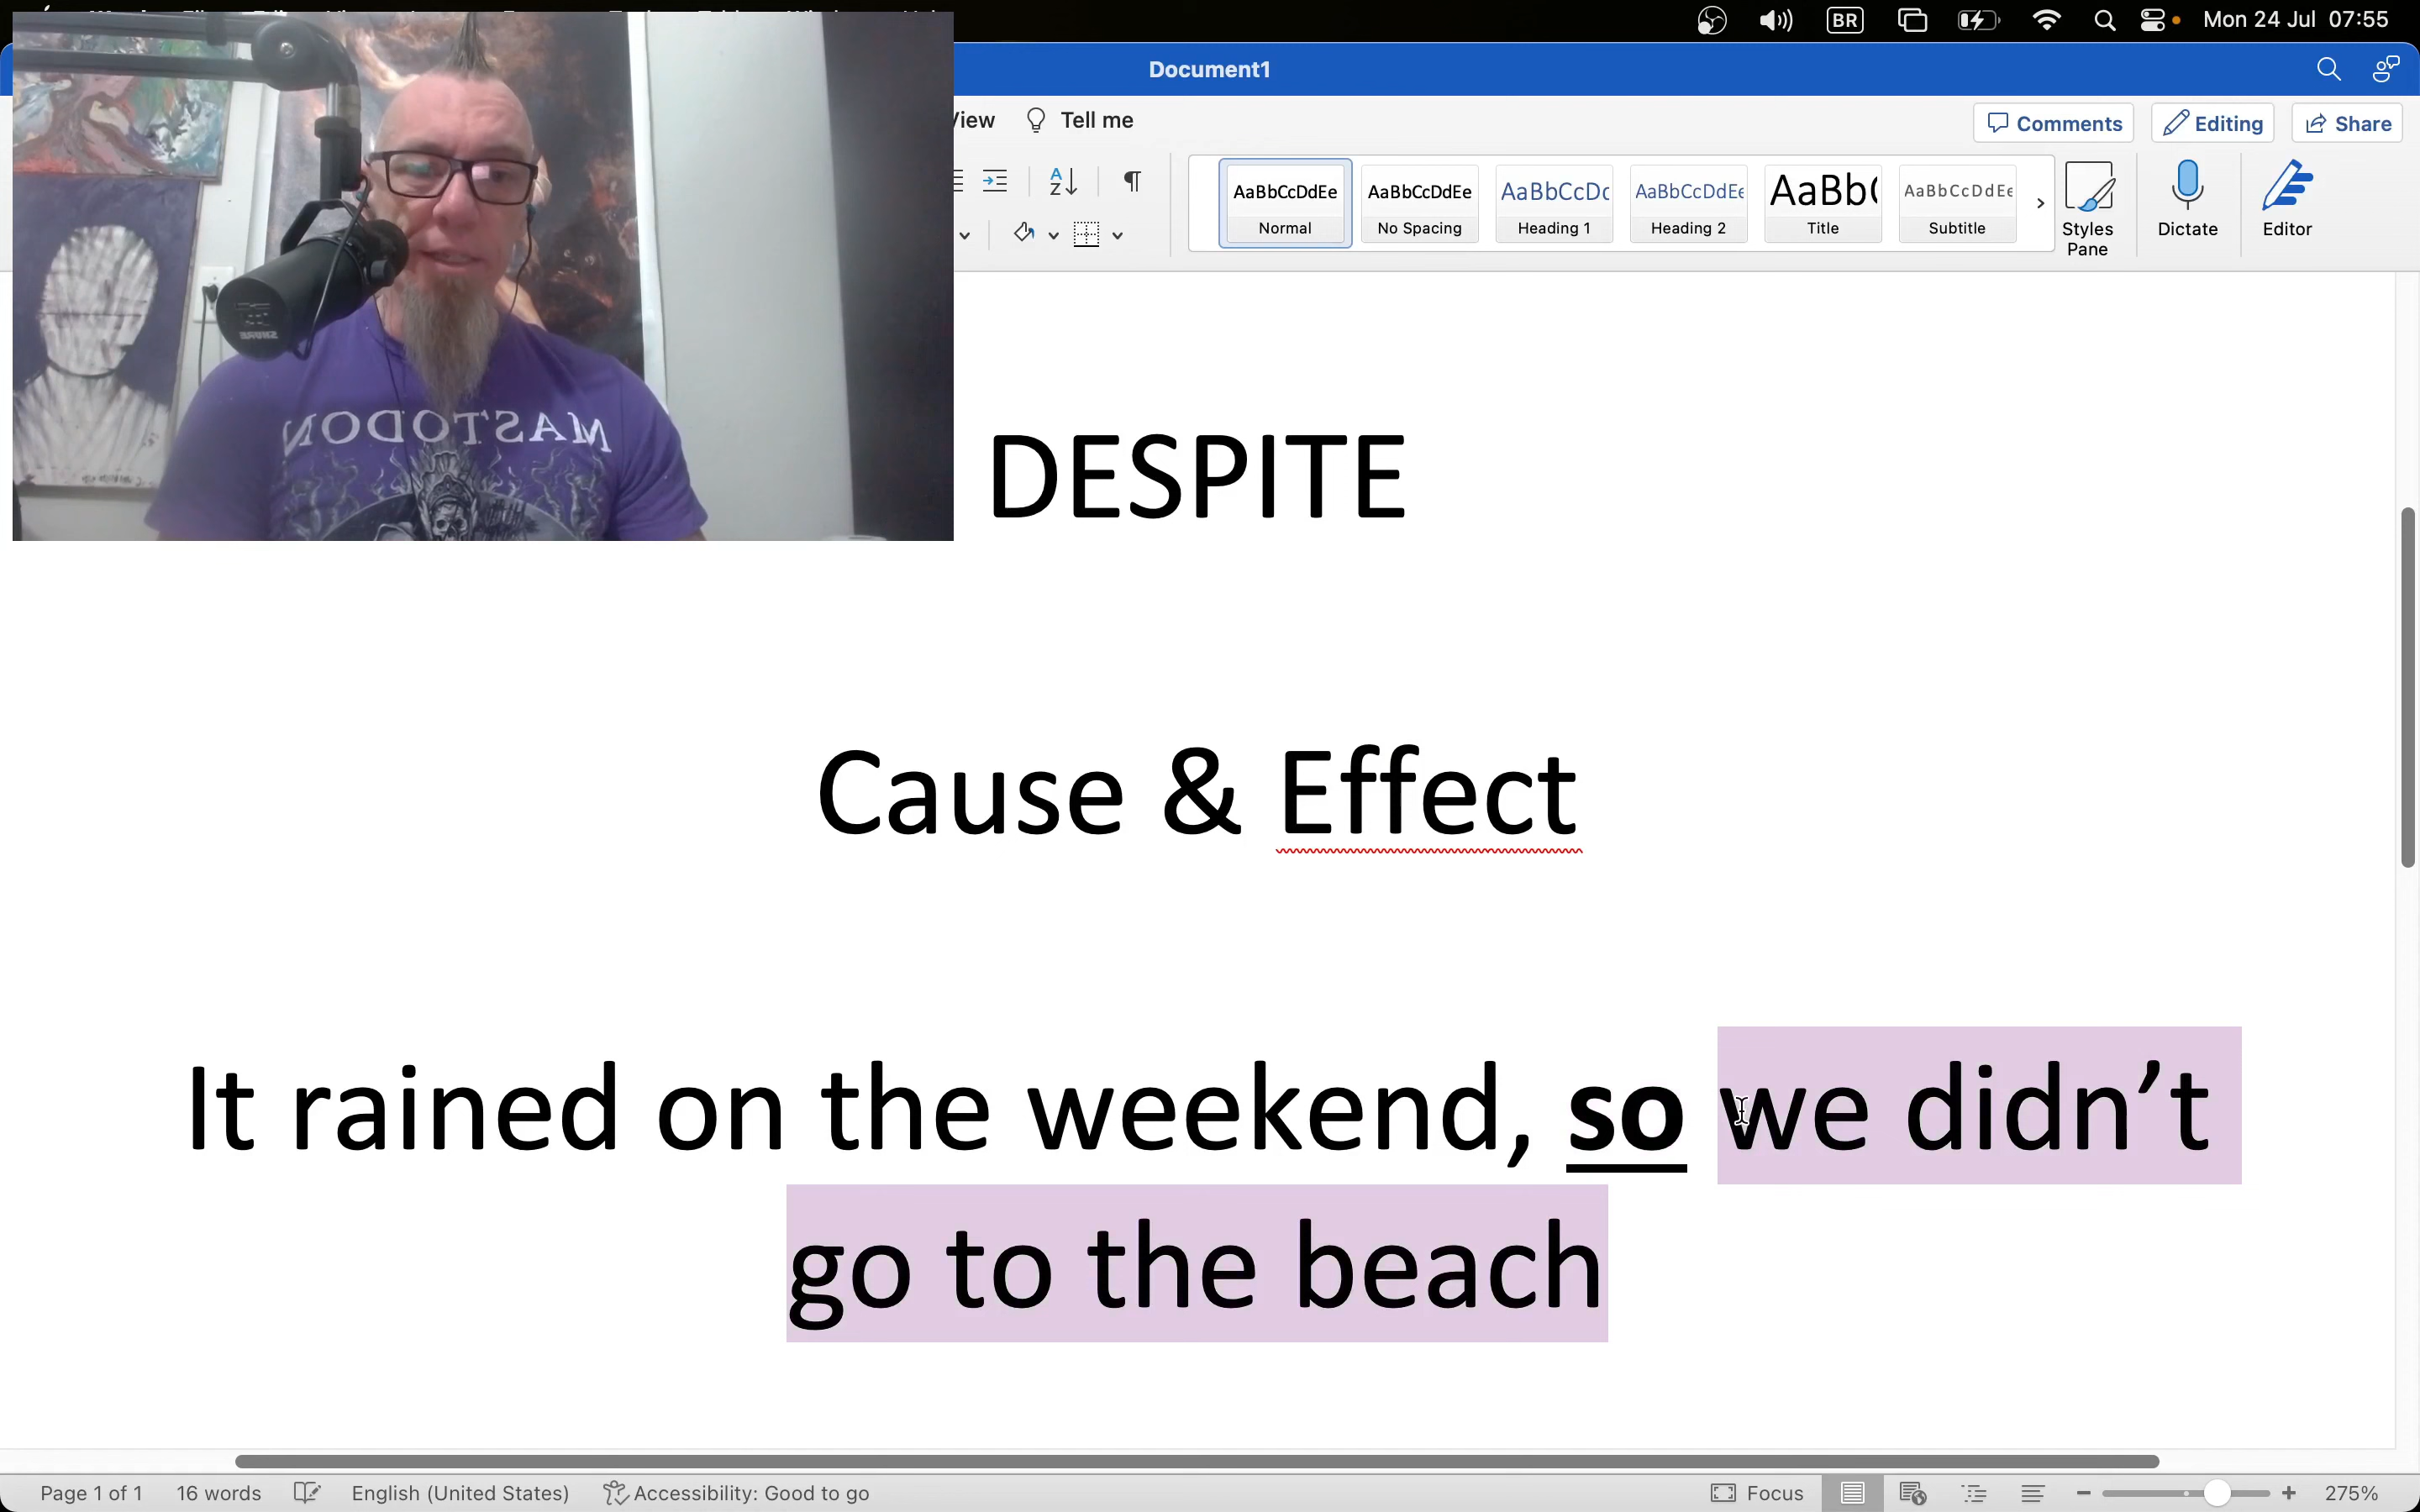 BR
Mon 24 Jul 07:55
Document1
View
Tell me
Comments
Editing
Share
AaBbCcDdEe
AaBbCcDdEe
AaBbCcDc
AaBbCcDdEe
AaBb(
AaBbCcDdEe
Normal
No Spacing
Heading 1
Heading 2
Title
Subtitle
Styles
Pane
Dictate
Editor
SHURE
MASTODON
DESPITE
Cause & Effect
It rained on the weekend, so we didn’t
go to the beach
Page 1 of 1
16 words
English (United States)
Accessibility: Good to go
Focus
275%